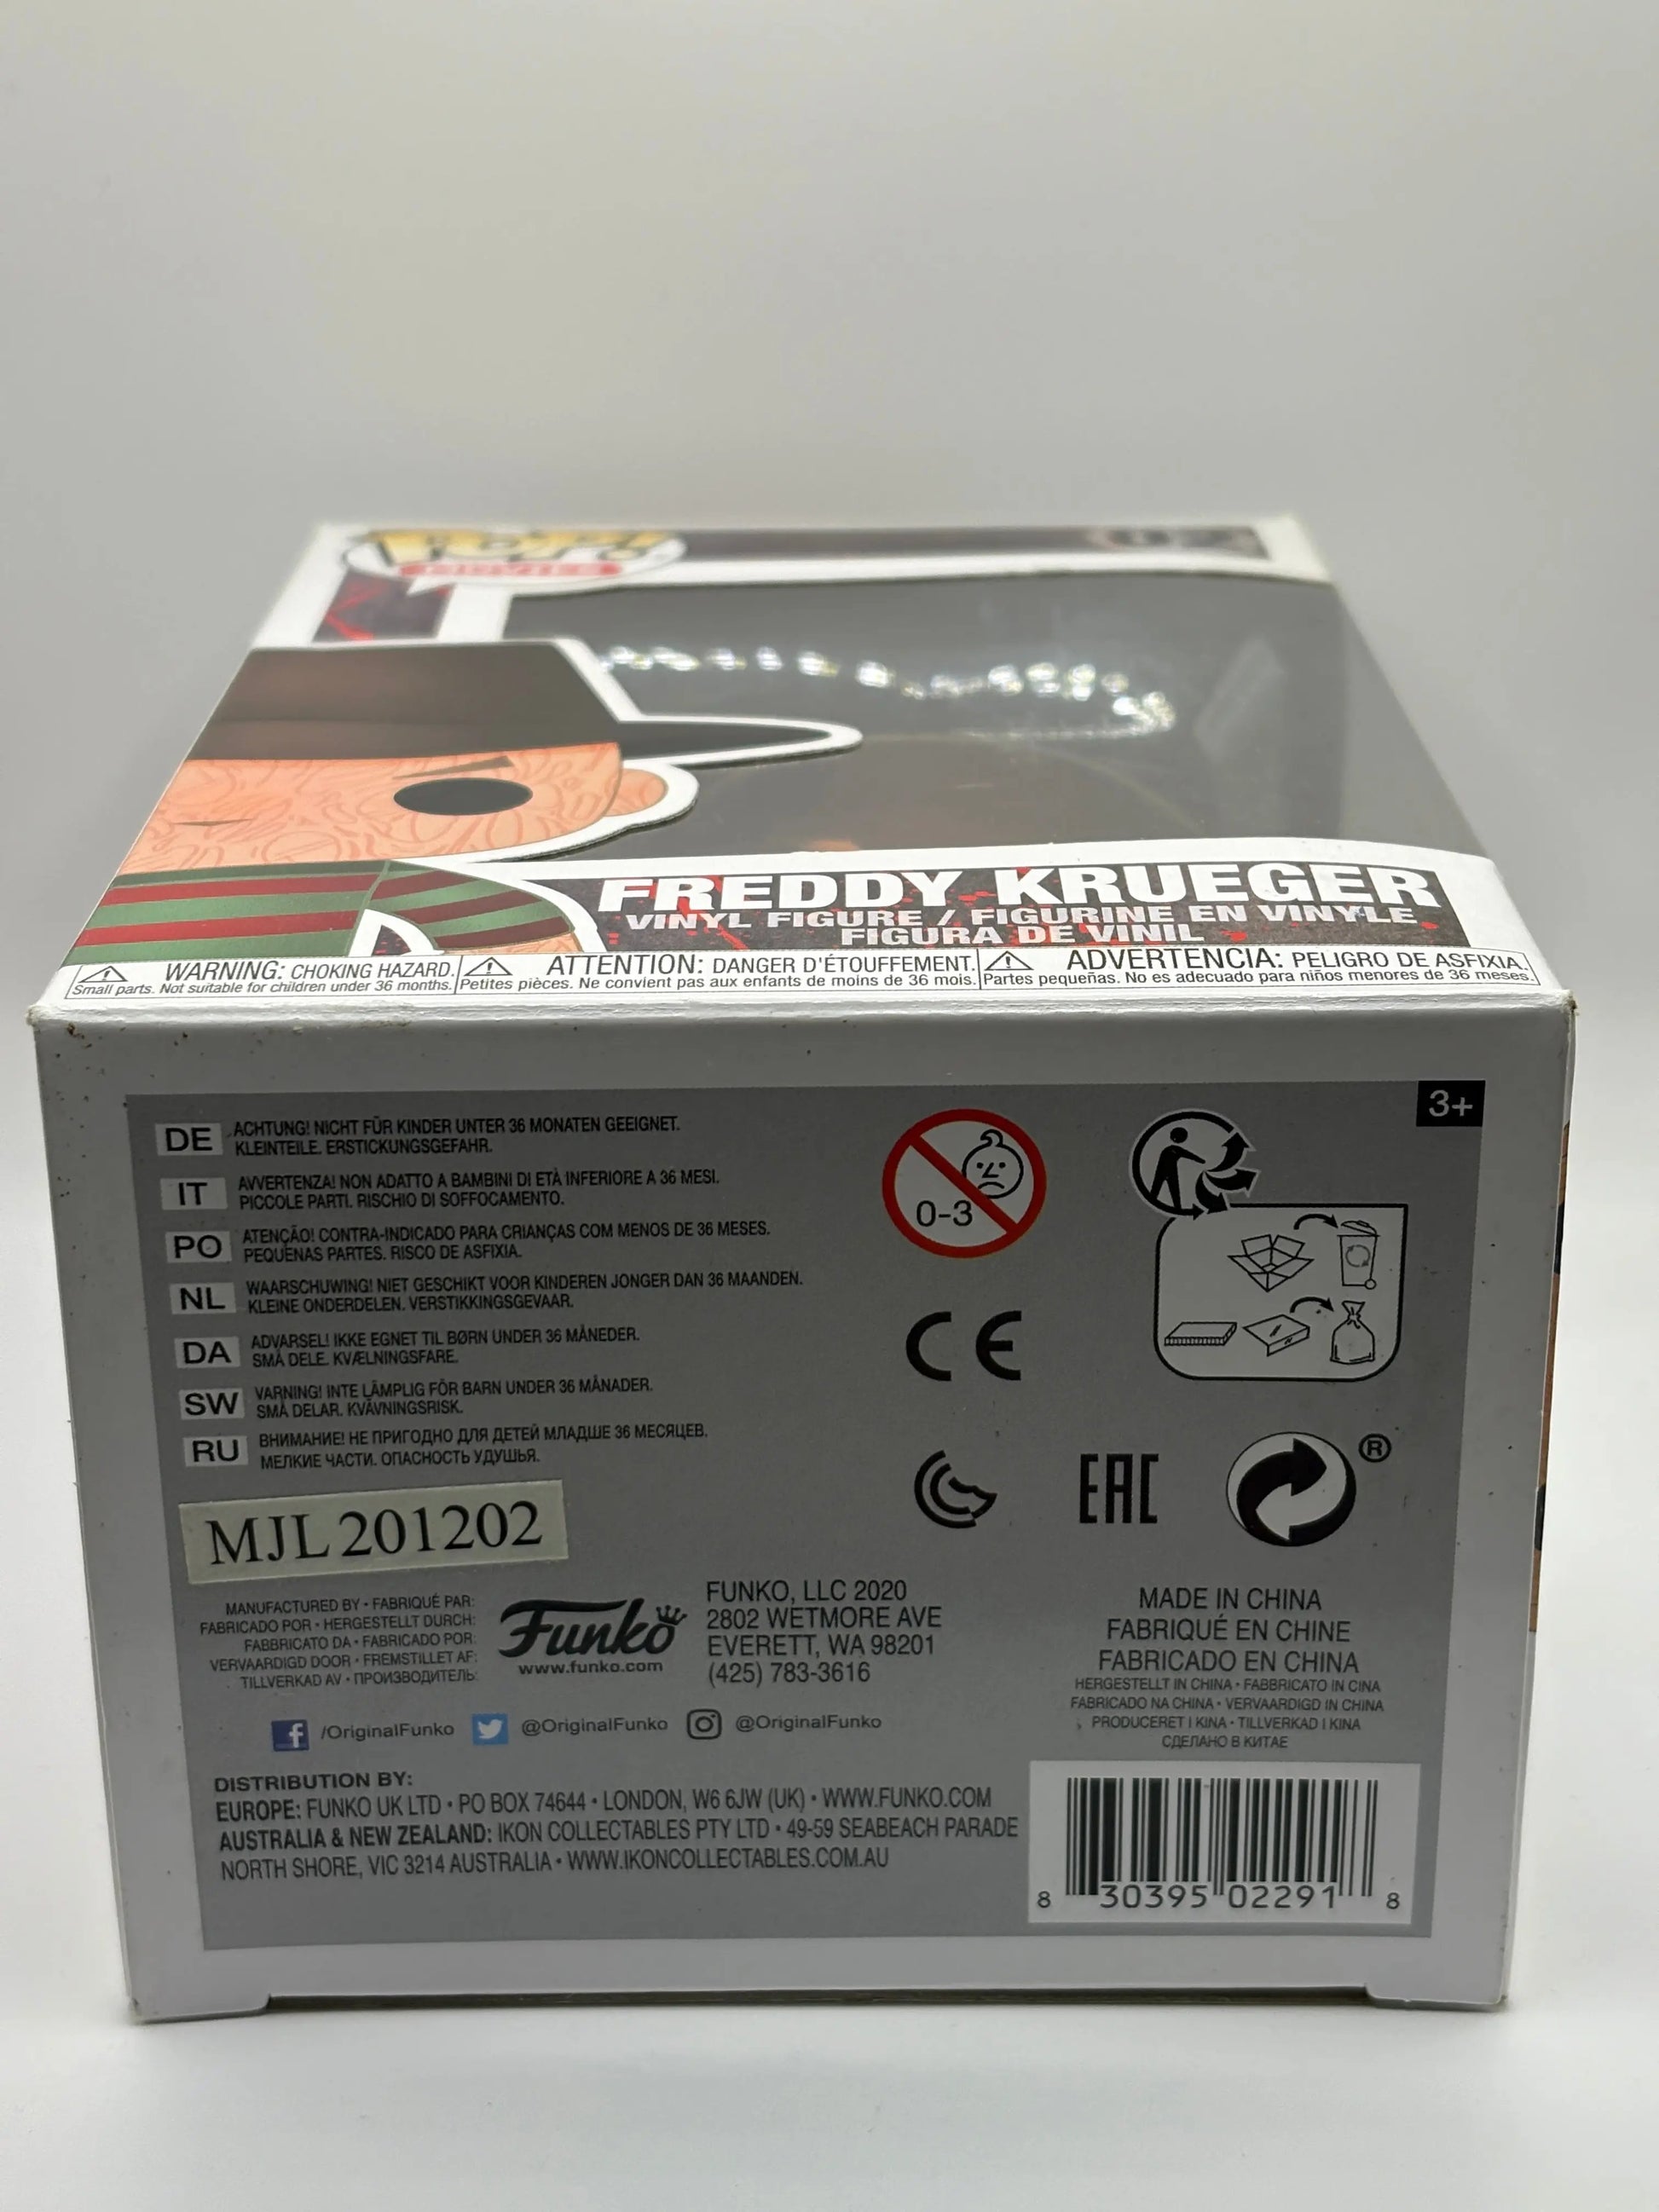 POP!
MOVIES
02
FREDDY KRUEGER
VINYL FIGURE / FIGURINE EN VINYLE
FIGURA DE VINIL
WARNING: CHOKING HAZARD.
Small parts. Not suitable for children under 36 months.
ATTENTION: DANGER D'ÉTOUFFEMENT.
Petites pièces. Ne convient pas aux enfants de moins de 36 mois.
ADVERTENCIA: PELIGRO DE ASFIXIA.
Partes pequeñas. No es adecuado para niños menores de 36 meses.
3+
DE ACHTUNG! NICHT FÜR KINDER UNTER 36 MONATEN GEEIGNET.
KLEINTEILE. ERSTICKUNGSGEFAHR.
IT AVVERTENZA! NON ADATTO A BAMBINI DI ETÀ INFERIORE A 36 MESI.
PICCOLE PARTI. RISCHIO DI SOFFOCAMENTO.
PO ATENÇÃO! CONTRA-INDICADO PARA CRIANÇAS COM MENOS DE 36 MESES.
PEQUENAS PARTES. RISCO DE ASFIXIA.
NL WAARSCHUWING! NIET GESCHIKT VOOR KINDEREN JONGER DAN 36 MAANDEN.
KLEINE ONDERDELEN. VERSTIKKINGSGEVAAR.
DA ADVARSEL! IKKE EGNET TIL BØRN UNDER 36 MÅNEDER.
SMÅ DELE. KVÆLNINGSFARE.
SW VARNING! INTE LÄMPLIG FÖR BARN UNDER 36 MÅNADER.
SMÅ DELAR. KVÄVNINGSRISK.
RU ВНИМАНИЕ! НЕ ПРИГОДНО ДЛЯ ДЕТЕЙ МЛАДШЕ 36 МЕСЯЦЕВ.
МЕЛКИЕ ЧАСТИ. ОПАСНОСТЬ УДУШЬЯ.
0-3
CE
EAC
®
MJL 201202
MANUFACTURED BY • FABRIQUÉ PAR:
FABRICADO POR • HERGESTELLT DURCH:
FABBRICATO DA • FABRICADO POR:
VERVAARDIGD DOOR • FREMSTILLET AF:
TILLVERKAD AV • ПРОИЗВОДИТЕЛЬ:
Funko
www.funko.com
FUNKO, LLC 2020
2802 WETMORE AVE
EVERETT, WA 98201
(425) 783-3616
MADE IN CHINA
FABRIQUÉ EN CHINE
FABRICADO EN CHINA
HERGESTELLT IN CHINA • FABBRICATO IN CINA
FABRICADO NA CHINA • VERVAARDIGD IN CHINA
PRODUCERET I KINA • TILLVERKAD I KINA
СДЕЛАНО В КИТАЕ
/OriginalFunko @OriginalFunko @OriginalFunko
DISTRIBUTION BY:
EUROPE: FUNKO UK LTD • PO BOX 74644 • LONDON, W6 6JW (UK) • WWW.FUNKO.COM
AUSTRALIA & NEW ZEALAND: IKON COLLECTABLES PTY LTD • 49-59 SEABEACH PARADE
NORTH SHORE, VIC 3214 AUSTRALIA • WWW.IKONCOLLECTABLES.COM.AU
8 30395 02291 8